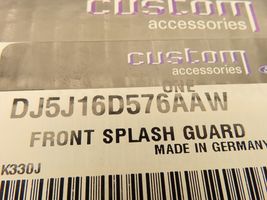 custom
accessories
custom
accessories
ONE
DJ5J16D576AAW
FRONT SPLASH GUARD
MADE IN GERMANY
K330J